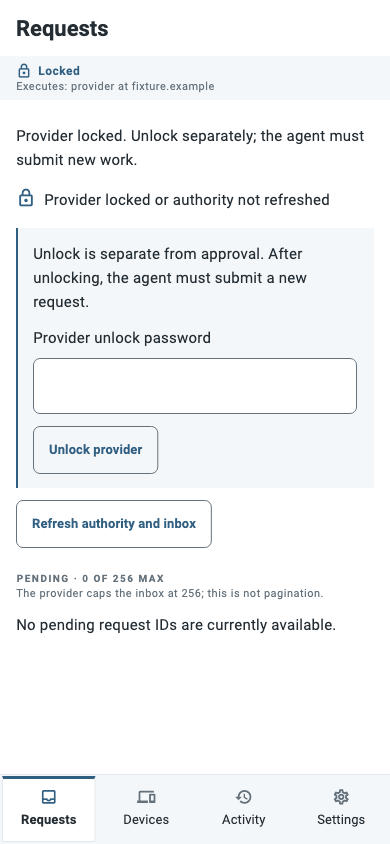 Requests
Locked
Executes: provider at fixture.example
Provider locked. Unlock separately; the agent must
submit new work.
Provider locked or authority not refreshed
Unlock is separate from approval. After
unlocking, the agent must submit a new
request.
Provider unlock password
Unlock provider
Refresh authority and inbox
PENDING · 0 OF 256 MAX
The provider caps the inbox at 256; this is not pagination.
No pending request IDs are currently available.
Requests
Devices
Activity
Settings